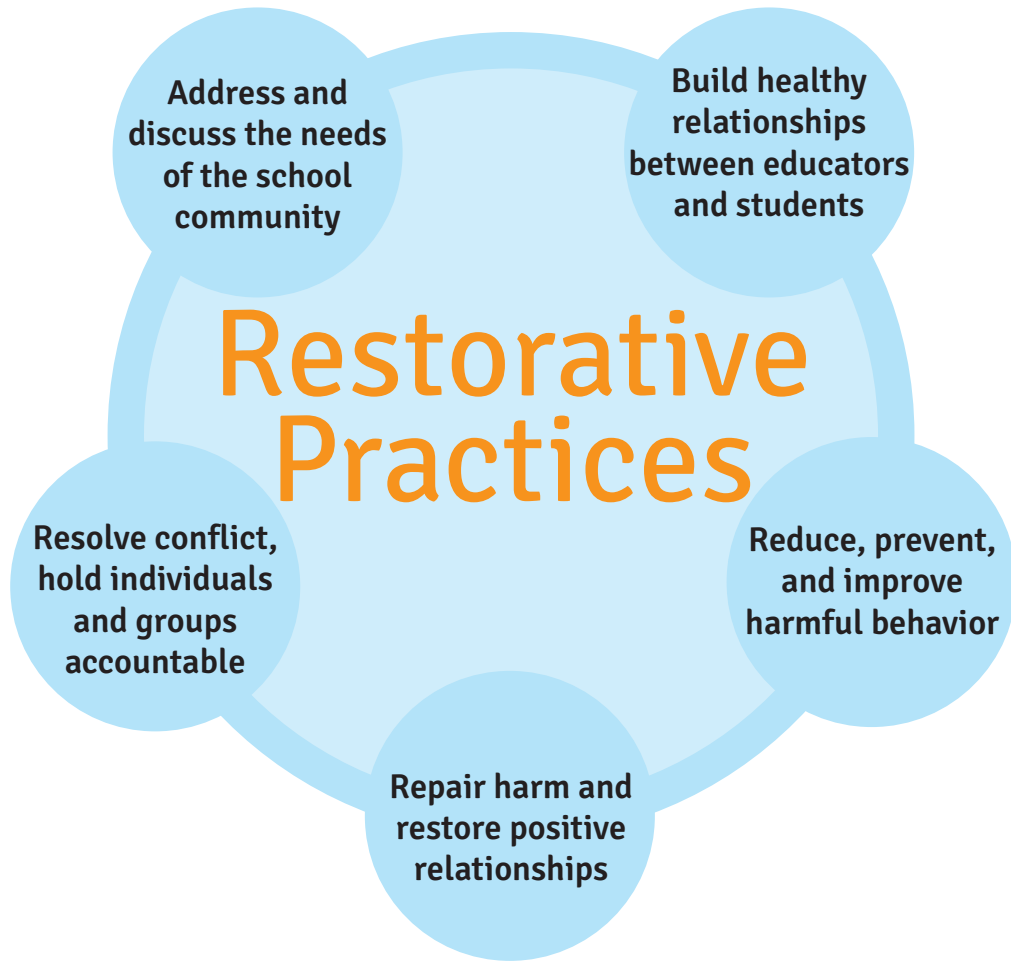 Address and
discuss the needs
of the school
community
Build healthy
relationships
between educators
and students
Restorative
Practices
Resolve conflict,
hold individuals
and groups
accountable
Reduce, prevent,
and improve
harmful behavior
Repair harm and
restore positive
relationships